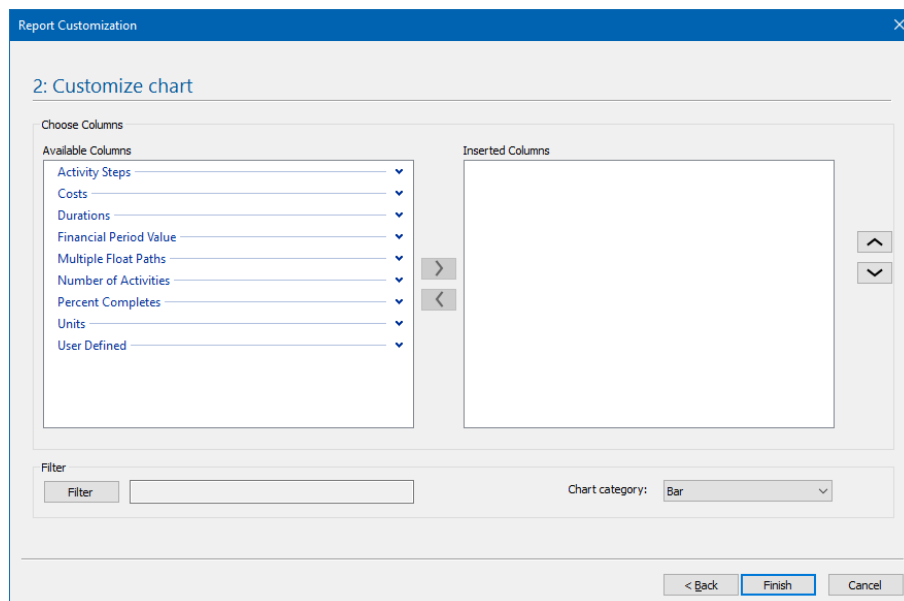 Report Customization
2: Customize chart
Choose Columns
Available Columns
Inserted Columns
Activity Steps
Costs
Durations
Financial Period Value
Multiple Float Paths
Number of Activities
Percent Completes
Units
User Defined
Filter
Filter
Chart category:
Bar
< Back
Finish
Cancel